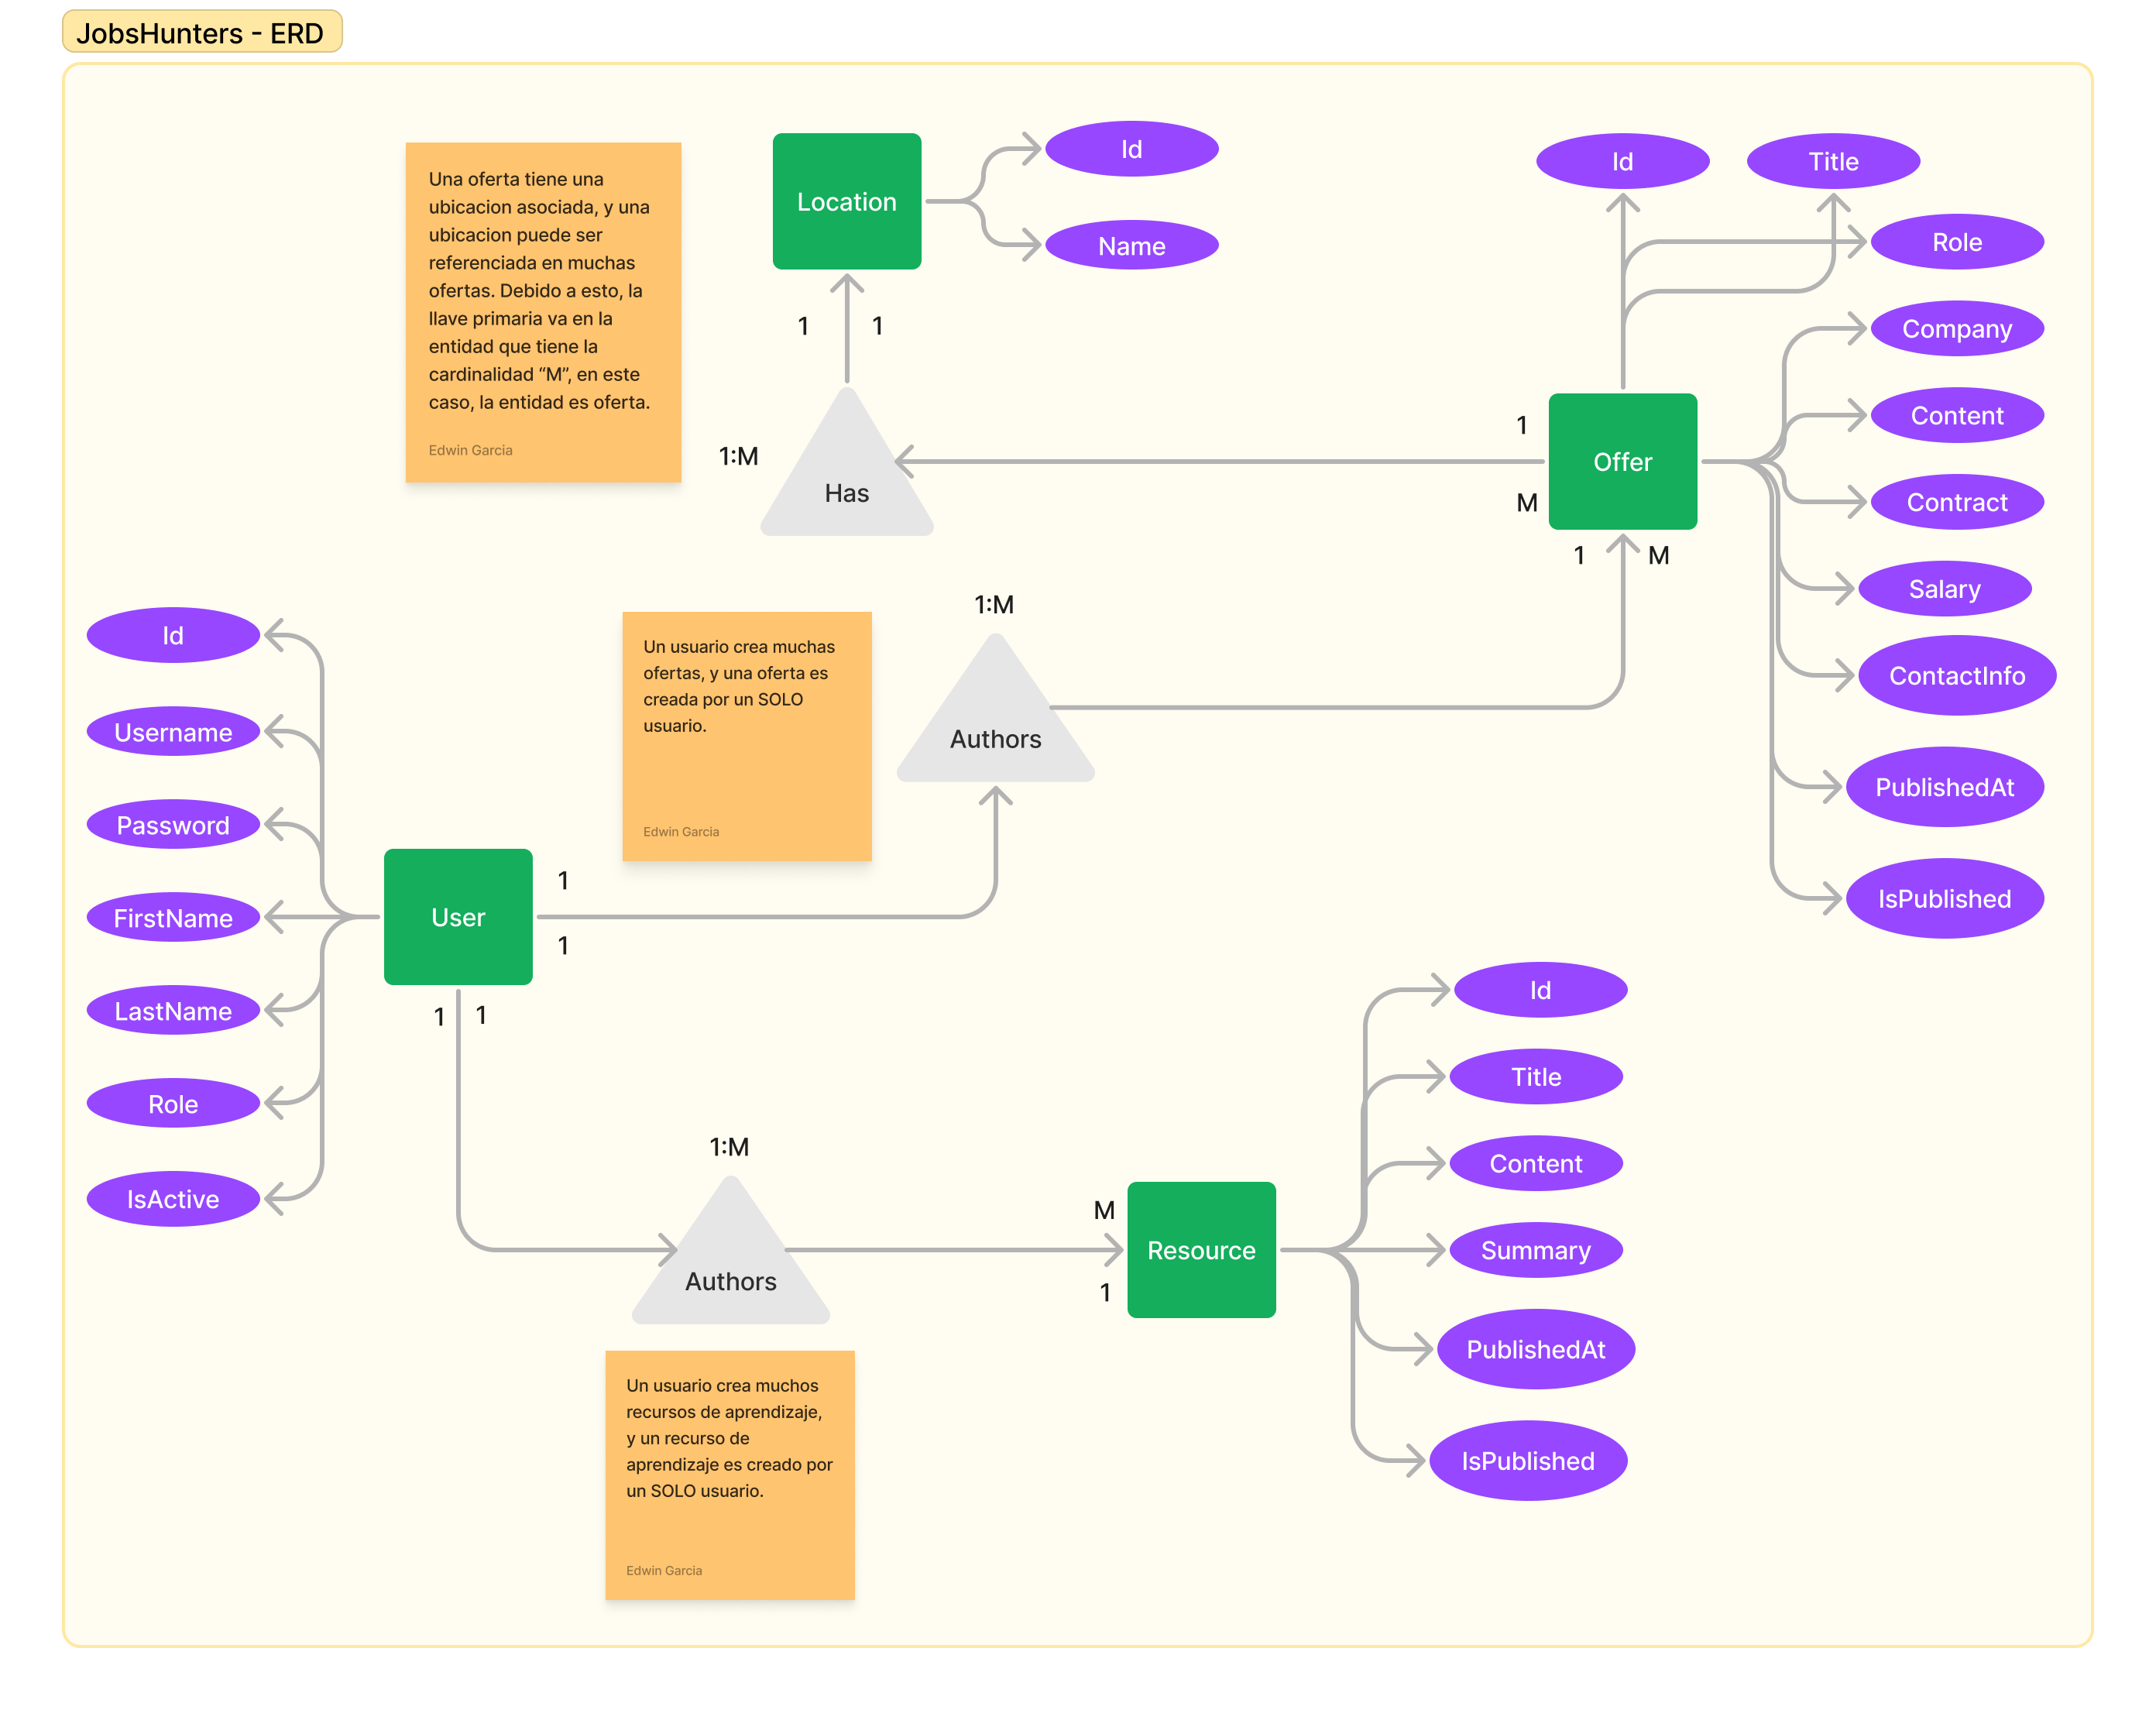 JobsHunters - ERD
Una oferta tiene una
ubicacion asociada, y una
ubicacion puede ser
referenciada en muchas
ofertas. Debido a esto, la
llave primaria va en la
entidad que tiene la
cardinalidad “M”, en este
caso, la entidad es oferta.
Edwin Garcia
Location
Id
Name
1
1
1:M
Has
Id
Title
Role
Company
Content
Contract
Salary
ContactInfo
PublishedAt
IsPublished
1
Offer
M
1
M
1:M
Authors
Un usuario crea muchas
ofertas, y una oferta es
creada por un SOLO
usuario.
Edwin Garcia
Id
Username
Password
FirstName
LastName
Role
IsActive
User
1
1
1
1
1:M
Authors
Un usuario crea muchos
recursos de aprendizaje,
y un recurso de
aprendizaje es creado por
un SOLO usuario.
Edwin Garcia
M
1
Resource
Id
Title
Content
Summary
PublishedAt
IsPublished